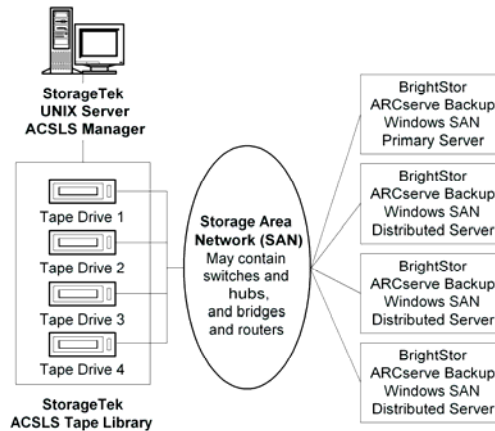 StorageTek
UNIX Server
ACSLS Manager
Tape Drive 1
Tape Drive 2
Tape Drive 3
Tape Drive 4
StorageTek
ACSLS Tape Library
Storage Area
Network (SAN)
May contain
switches and
hubs,
and bridges
and routers
BrightStor
ARCserve Backup
Windows SAN
Primary Server
BrightStor
ARCserve Backup
Windows SAN
Distributed Server
BrightStor
ARCserve Backup
Windows SAN
Distributed Server
BrightStor
ARCserve Backup
Windows SAN
Distributed Server